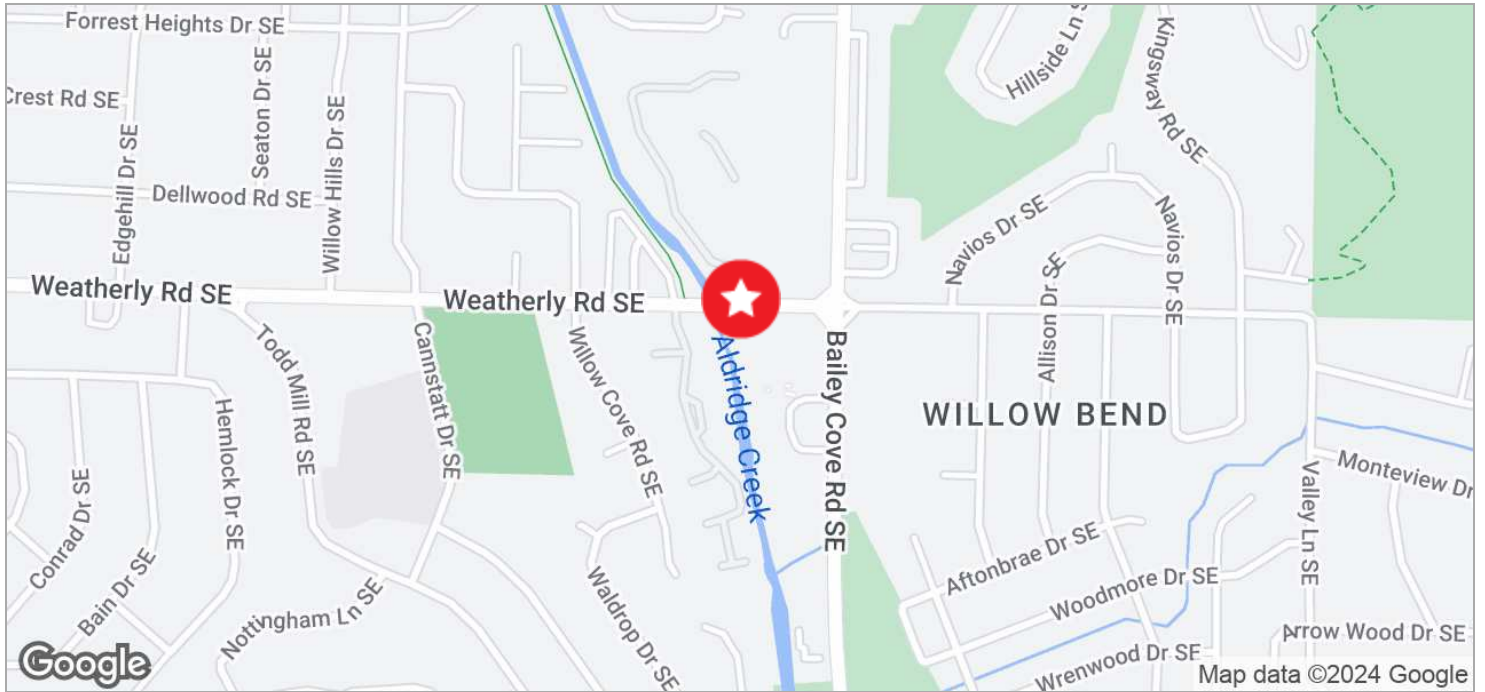 Forrest Heights Dr SE
Crest Rd SE
Edgehill Dr SE
Seaton Dr SE
Willow Hills Dr SE
Dellwood Rd SE
Hillside Ln S
Kingsway Rd SE
Navios Dr SE
Navios Dr SE
Allison Dr SE
Weatherly Rd SE
Weatherly Rd SE
Todd Mill Rd SE
Cannstatt Dr SE
Willow Cove Rd SE
Aldridge Creek
Bailey Cove Rd SE
WILLOW BEND
Hemlock Dr SE
Conrad Dr SE
Bain Dr SE
Nottingham Ln SE
Waldrop Dr SE
Aftonbrae Dr SE
Woodmore Dr SE
Valley Ln SE
Monteview Dr
Arrow Wood Dr SE
Wrenwood Dr SE
Google
Map data ©2024 Google